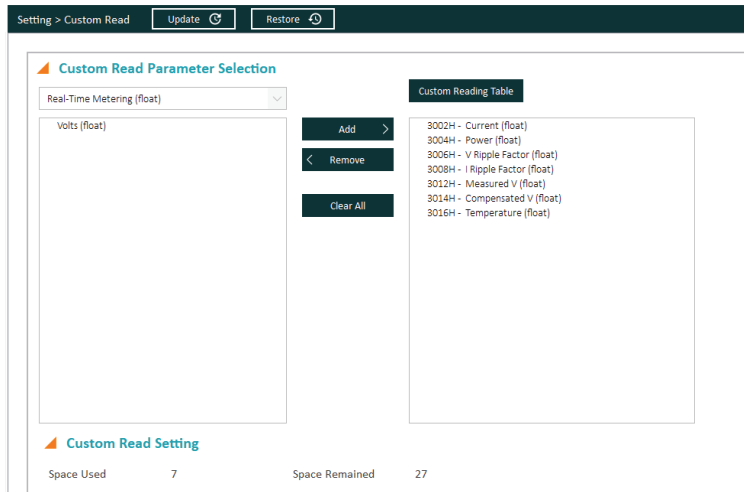 Setting > Custom Read
Update
Restore
Custom Read Parameter Selection
Real-Time Metering (float)
Custom Reading Table
Volts (float)
Add
Remove
Clear All
3002H - Current (float)
3004H - Power (float)
3006H - V Ripple Factor (float)
3008H - I Ripple Factor (float)
3012H - Measured V (float)
3014H - Compensated V (float)
3016H - Temperature (float)
Custom Read Setting
Space Used 7 Space Remained 27